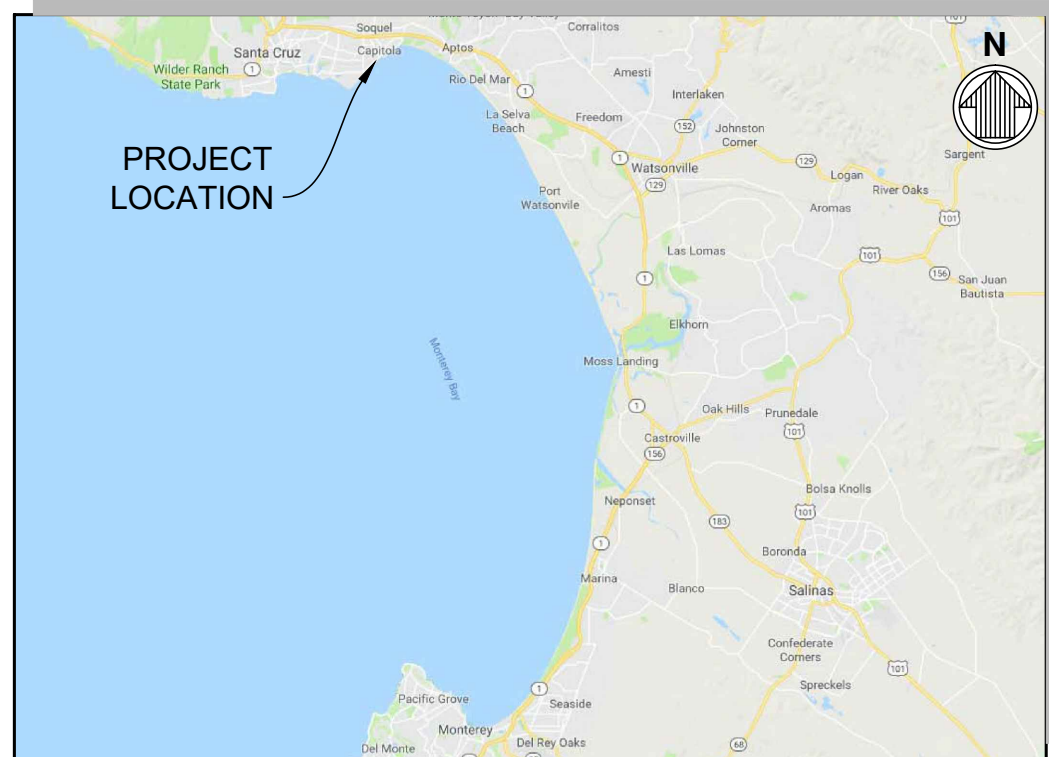 Corralitos
101
N
Soquel
Santa Cruz
Capitola
Aptos
1
Wilder Ranch
State Park
Rio Del Mar
1
Amesti
Interlaken
La Selva
Beach
Freedom
152
Johnston
Corner
PROJECT
LOCATION
1
Watsonville
129
129
Sargent
Logan
River Oaks
Port
Watsonvile
Aromas
101
Las Lomas
101
156
San Juan
Bautista
1
Elkhorn
Monterey Bay
Moss Landing
1
Oak Hills
Prunedale
101
Castroville
156
Bolsa Knolls
Neponset
101
183
1
Boronda
Marina
Blanco
Salinas
Confederate
Corners
101
Spreckels
Pacific Grove
1
Seaside
Monterey
Del Rey Oaks
68
Del Monte